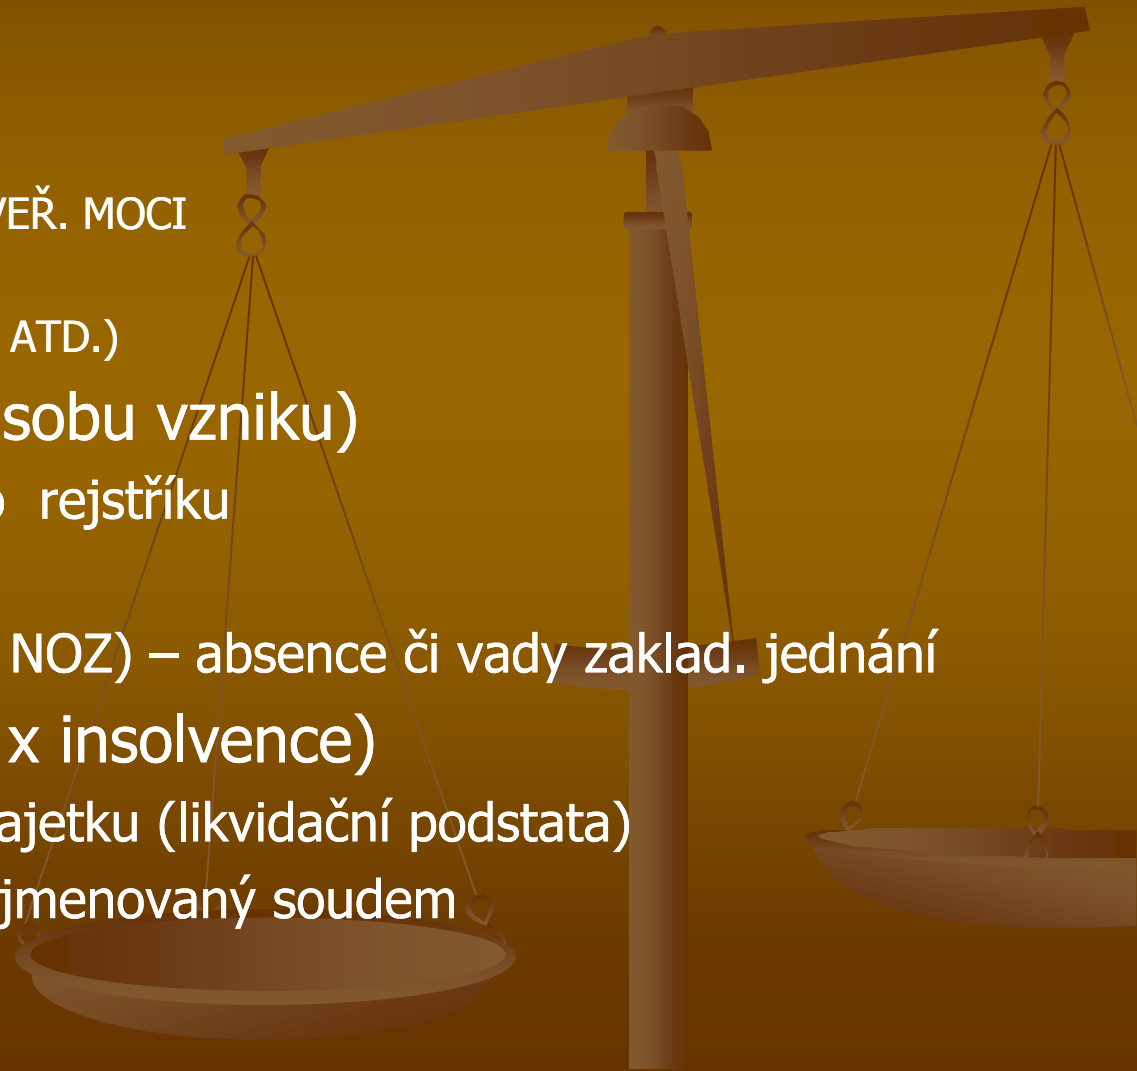 VEŘ. MOCI
ATD.)
sobu vzniku)
rejstříku
NOZ) – absence či vady zaklad. jednání
x insolvence)
ajetku (likvidační podstata)
jmenovaný soudem